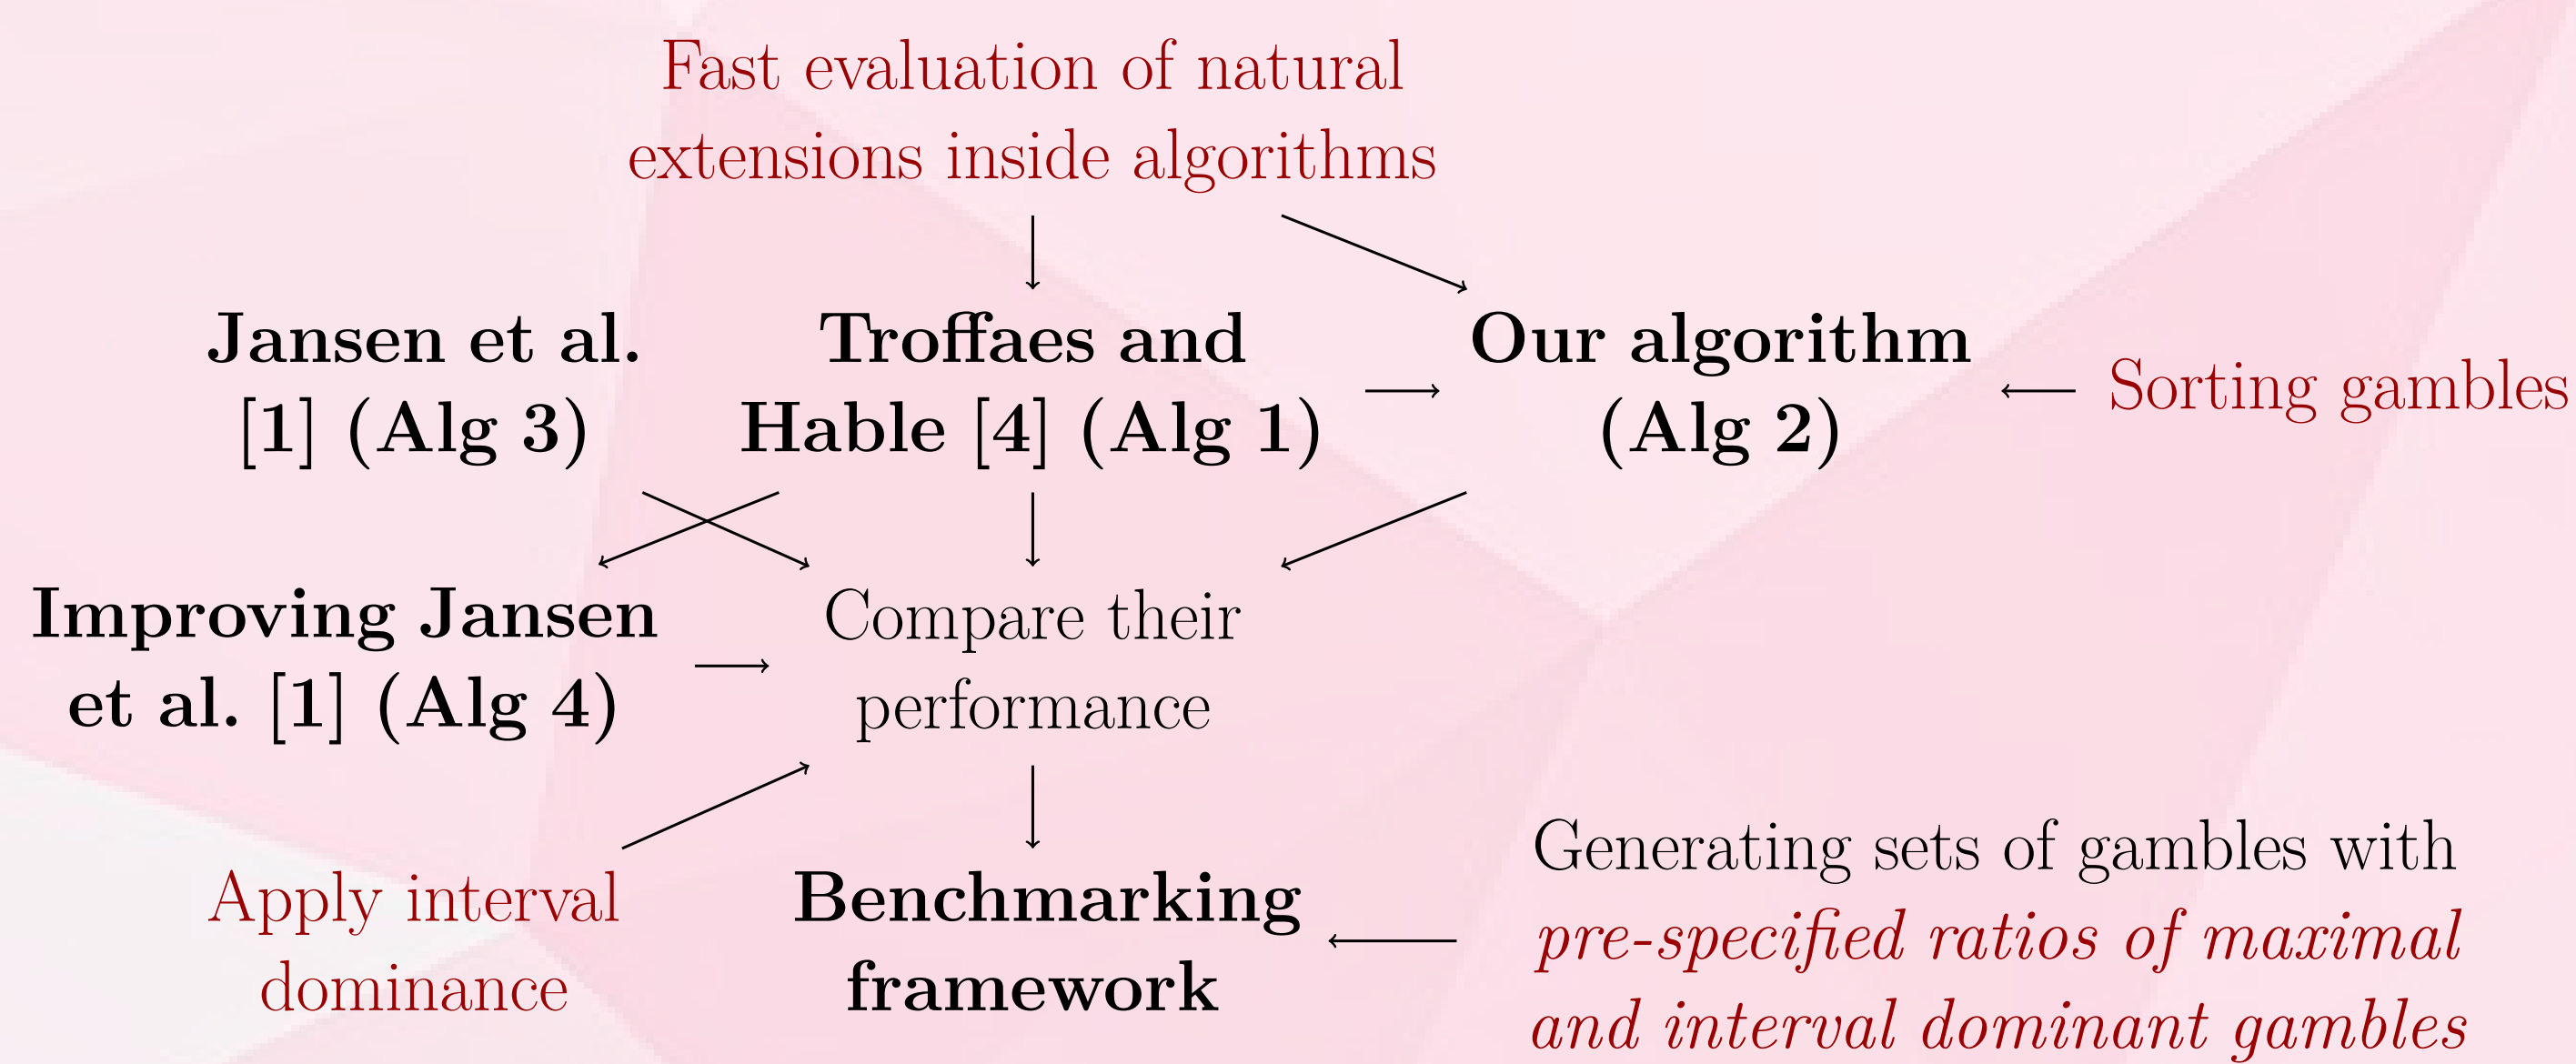 Fast evaluation of natural
extensions inside algorithms
Jansen et al.
[1] (Alg 3)
Troffaes and
Hable [4] (Alg 1)
Our algorithm
(Alg 2)
Sorting gambles
Improving Jansen
et al. [1] (Alg 4)
Compare their
performance
Apply interval
dominance
Benchmarking
framework
Generating sets of gambles with
pre-specified ratios of maximal
and interval dominant gambles